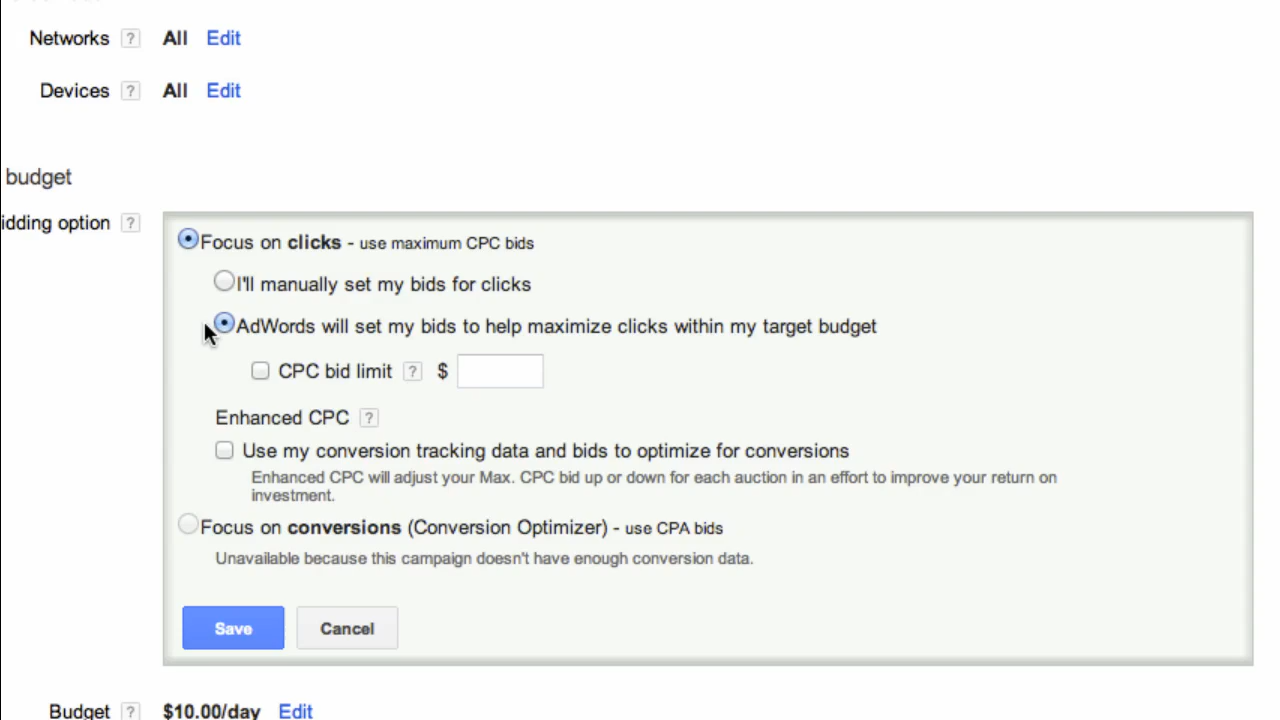 Networks ? All Edit
Devices ? All Edit
budget
idding option ?
Focus on clicks - use maximum CPC bids
I'll manually set my bids for clicks
AdWords will set my bids to help maximize clicks within my target budget
CPC bid limit ? $
Enhanced CPC ?
Use my conversion tracking data and bids to optimize for conversions
Enhanced CPC will adjust your Max. CPC bid up or down for each auction in an effort to improve your return on
investment.
Focus on conversions (Conversion Optimizer) - use CPA bids
Unavailable because this campaign doesn't have enough conversion data.
Save Cancel
Budget ? $10.00/day Edit